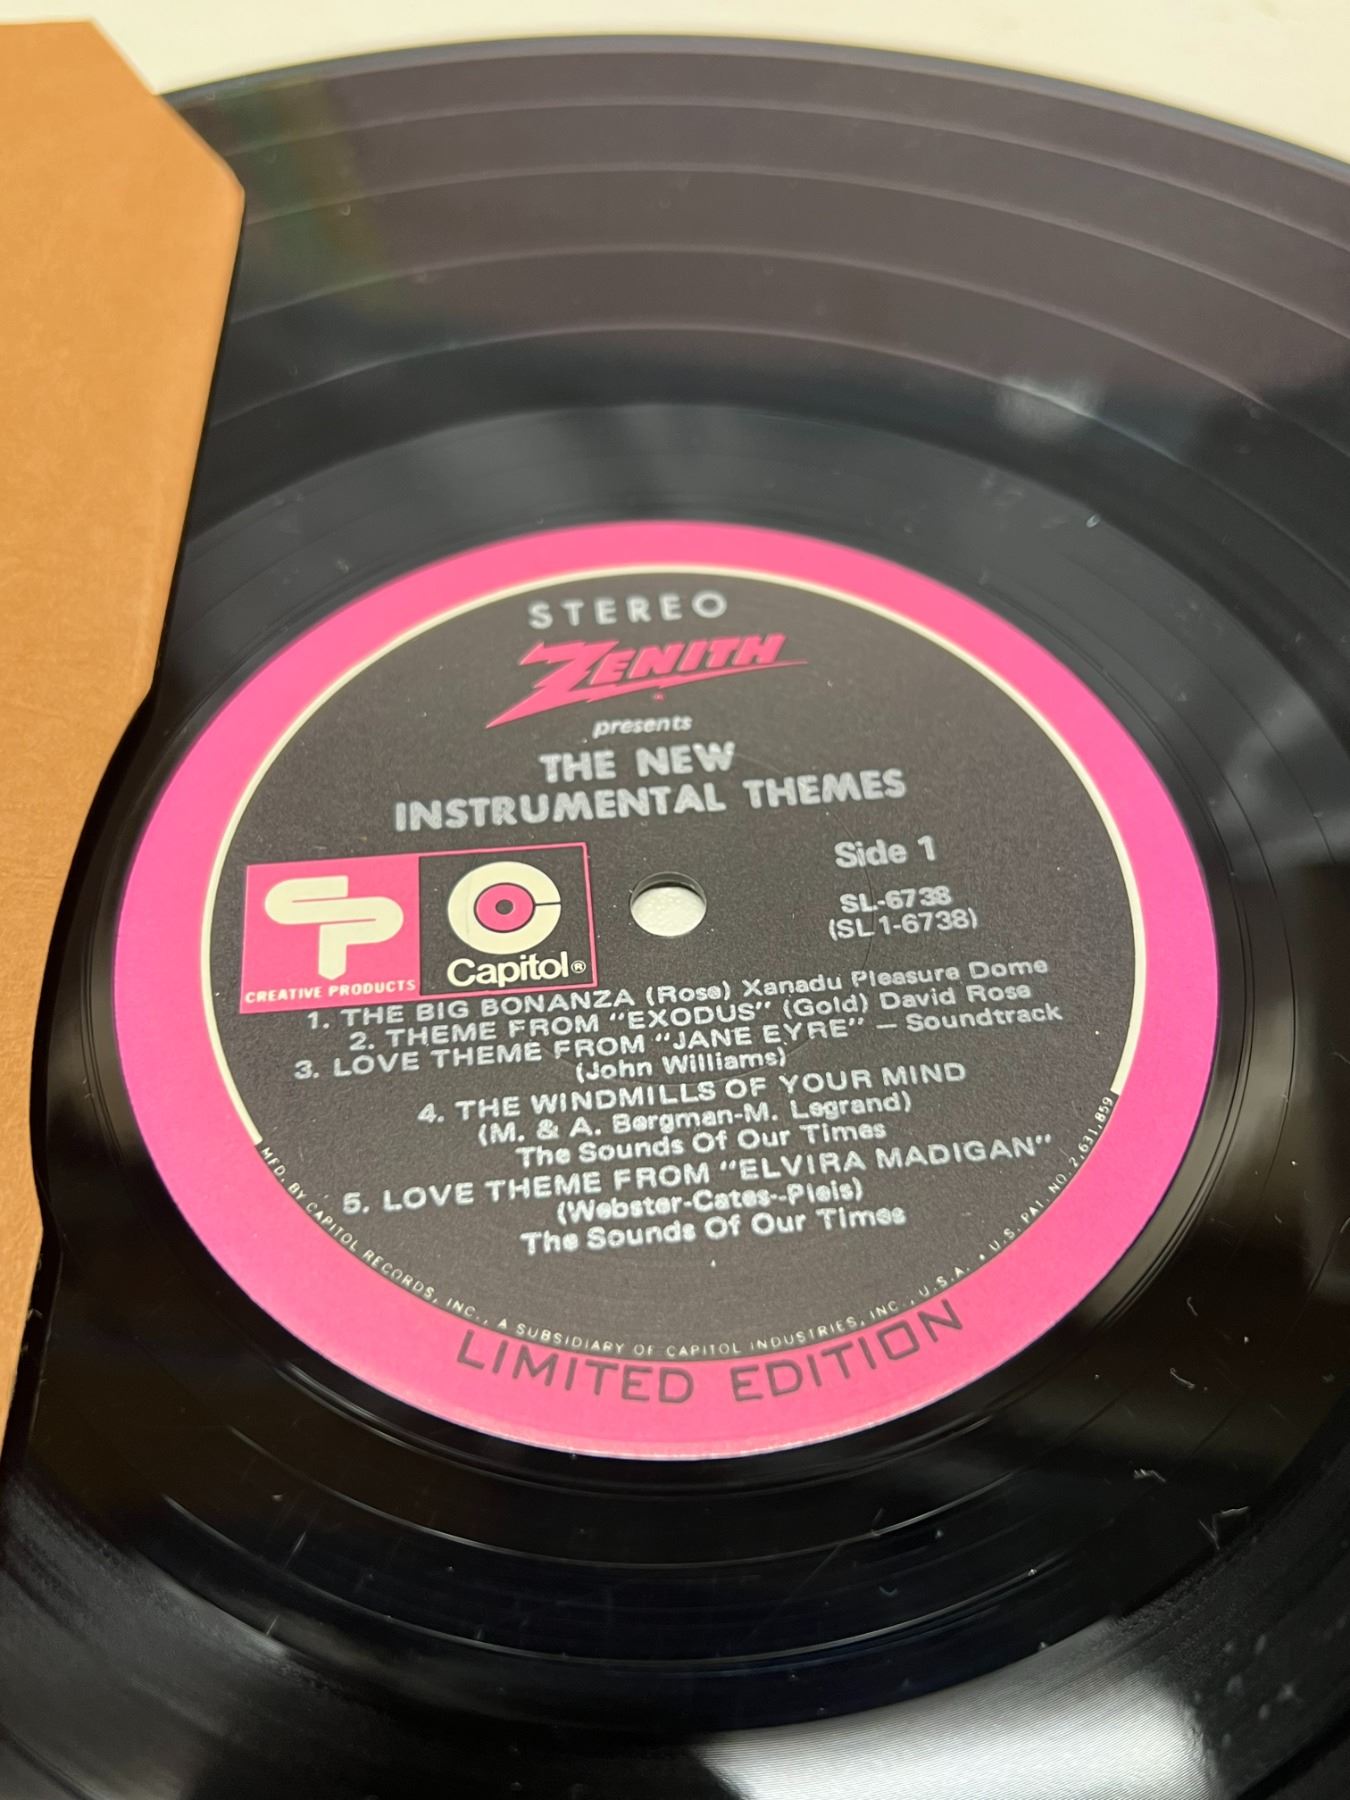 STEREO
ZENITH
presents
THE NEW
INSTRUMENTAL THEMES
Side 1
SL-6738
(SL1-6738)
CP
CREATIVE PRODUCTS
Capitol®
1. THE BIG BONANZA (Rose) Xanadu Pleasure Dome
2. THEME FROM "EXODUS" (Gold) David Rose
3. LOVE THEME FROM "JANE EYRE" – Soundtrack
(John Williams)
4. THE WINDMILLS OF YOUR MIND
(M. & A. Bergman-M. Legrand)
The Sounds Of Our Times
5. LOVE THEME FROM "ELVIRA MADIGAN"
(Webster-Cates--Pleis)
The Sounds Of Our Times
MFD. BY CAPITOL RECORDS, INC., A SUBSIDIARY OF CAPITOL INDUSTRIES, INC., U.S.A. • U.S. PAT. NO. 2,631,859
LIMITED EDITION